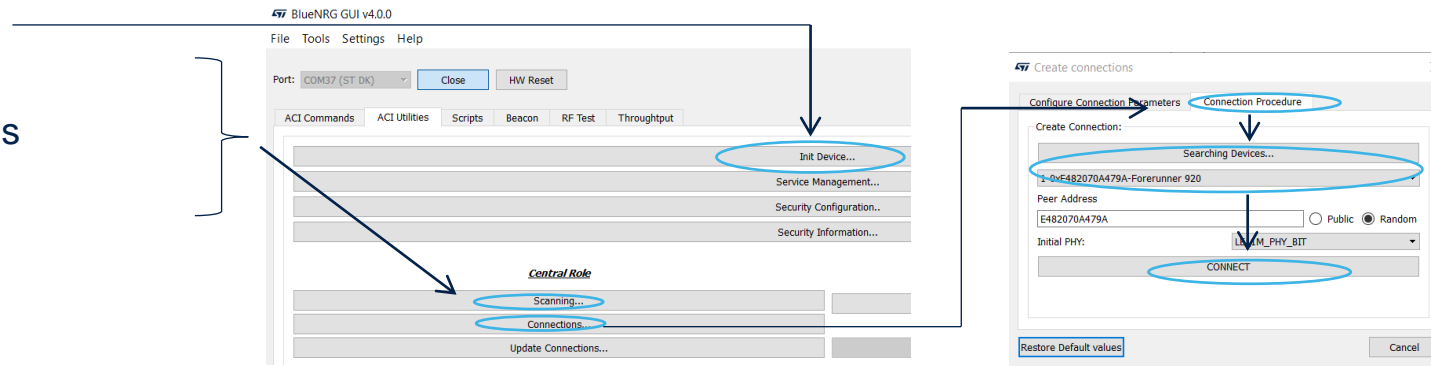 BlueNRG GUI v4.0.0
File Tools Settings Help
Port: COM37 (ST DK) Close HW Reset
ACI Commands ACI Utilities Scripts Beacon RF Test Throughtput
s
Init Device...
Service Management...
Security Configuration..
Security Information...
Central Role
Scanning...
Connections...
Update Connections...
Create connections
Configure Connection Parameters Connection Procedure
Create Connection:
Searching Devices...
1-0xE482070A479A-Forerunner 920
Peer Address
E482070A479A Public Random
Initial PHY: LE_1M_PHY_BIT
CONNECT
Restore Default values Cancel